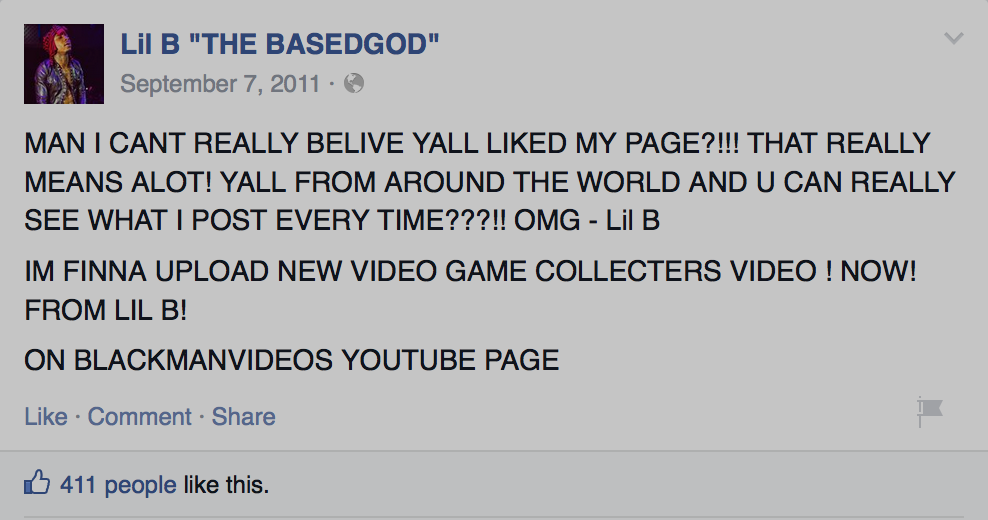 Lil B "THE BASEDGOD"
September 7, 2011 ·
MAN I CANT REALLY BELIVE YALL LIKED MY PAGE?!!! THAT REALLY
MEANS ALOT! YALL FROM AROUND THE WORLD AND U CAN REALLY
SEE WHAT I POST EVERY TIME???!! OMG - Lil B
IM FINNA UPLOAD NEW VIDEO GAME COLLECTERS VIDEO ! NOW!
FROM LIL B!
ON BLACKMANVIDEOS YOUTUBE PAGE
Like · Comment · Share
411 people like this.